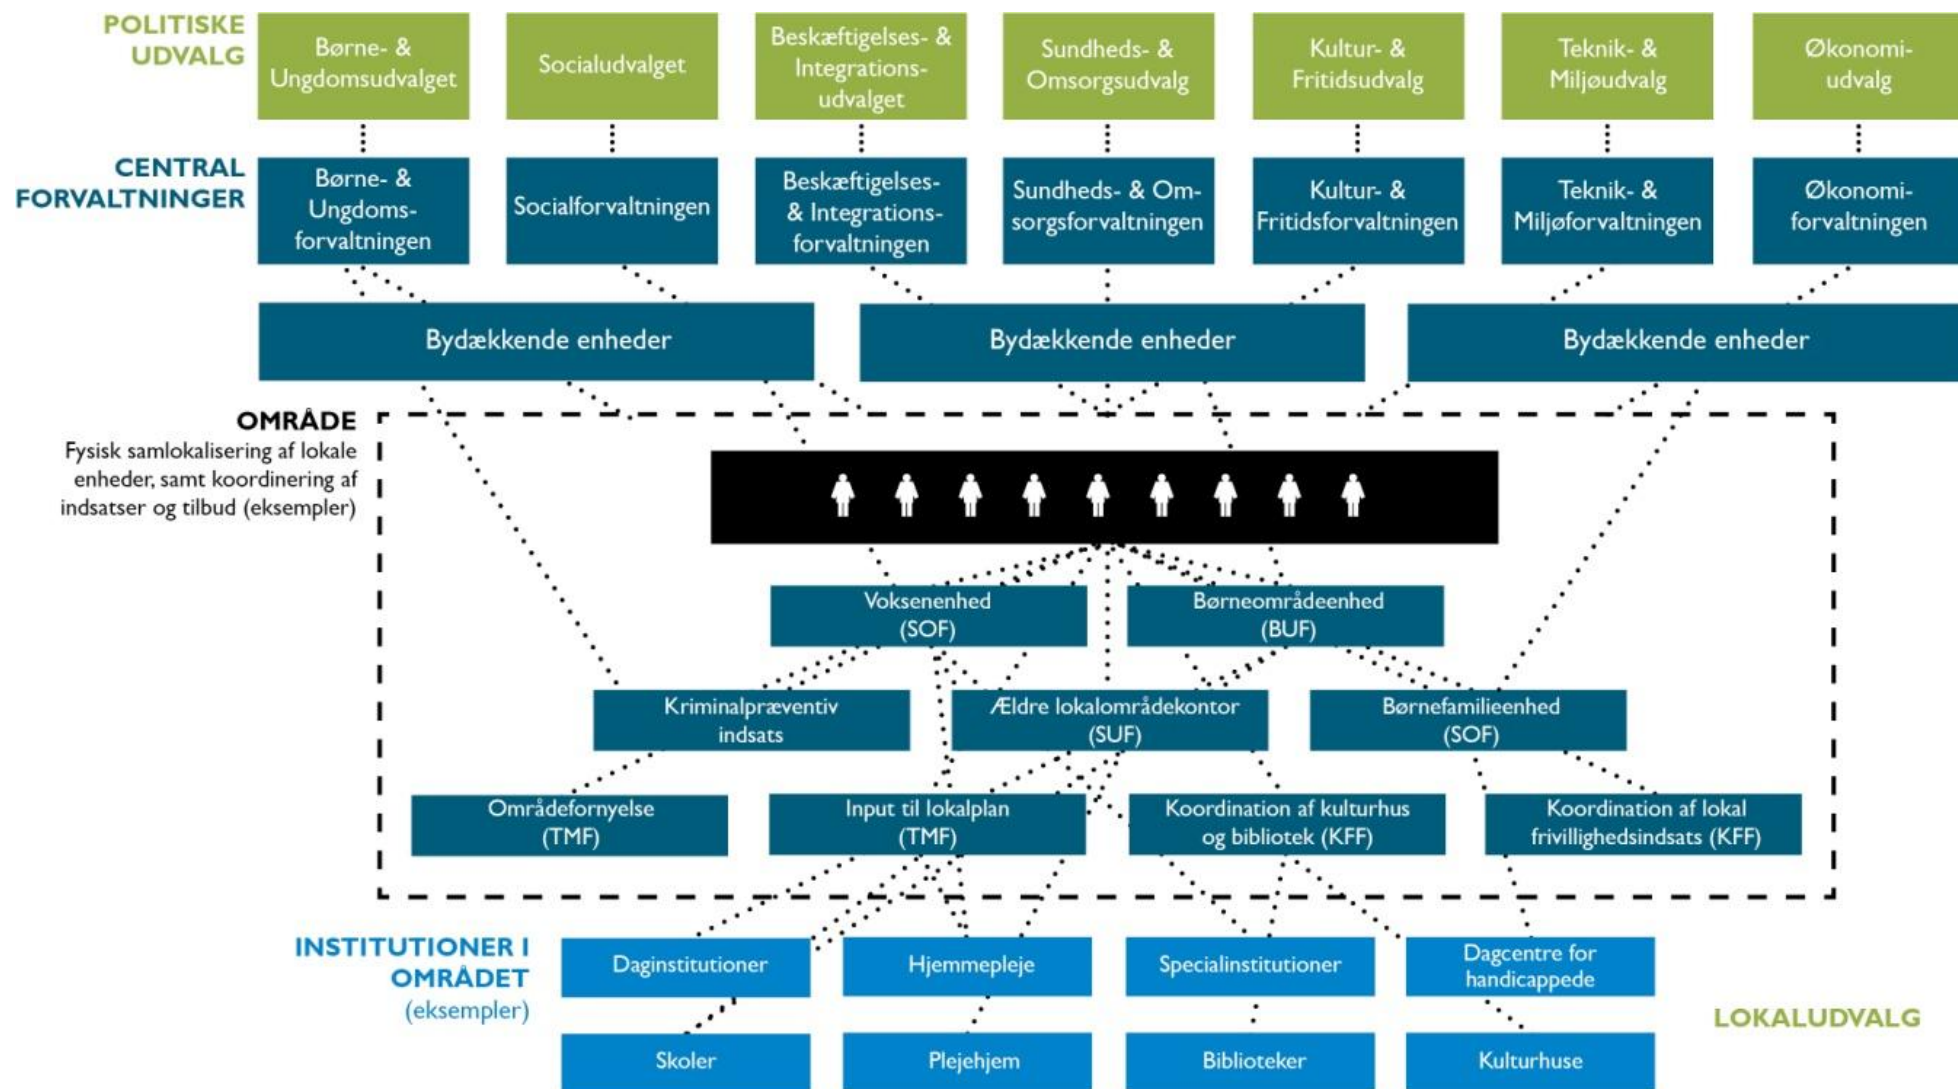 POLITISKE
UDVALG
Børne- &
Ungdomsudvalget
Socialudvalget
Beskæftigelses- &
Integrations-
udvalget
Sundheds- &
Omsorgsudvalg
Kultur- &
Fritidsudvalg
Teknik- &
Miljøudvalg
Økonomi-
udvalg
CENTRAL
FORVALTNINGER
Børne- &
Ungdoms-
forvaltningen
Socialforvaltningen
Beskæftigelses-
& Integrations-
forvaltningen
Sundheds- & Om-
sorgsforvaltningen
Kultur- &
Fritidsforvaltningen
Teknik- &
Miljøforvaltningen
Økonomi-
forvaltningen
Bydækkende enheder
Bydækkende enheder
Bydækkende enheder
OMRÅDE
Fysisk samlokalisering af lokale
enheder, samt koordinering af
indsatser og tilbud (eksempler)
Voksenenhed
(SOF)
Børneområdeenhed
(BUF)
Kriminalpræventiv
indsats
Ældre lokalområdekontor
(SUF)
Børnefamilieenhed
(SOF)
Områdefornyelse
(TMF)
Input til lokalplan
(TMF)
Koordination af kulturhus
og bibliotek (KFF)
Koordination af lokal
frivillighedsindsats (KFF)
INSTITUTIONER I
OMRÅDET
(eksempler)
Daginstitutioner
Hjemmepleje
Specialinstitutioner
Dagcentre for
handicappede
Skoler
Plejehjem
Biblioteker
Kulturhuse
LOKALUDVALG